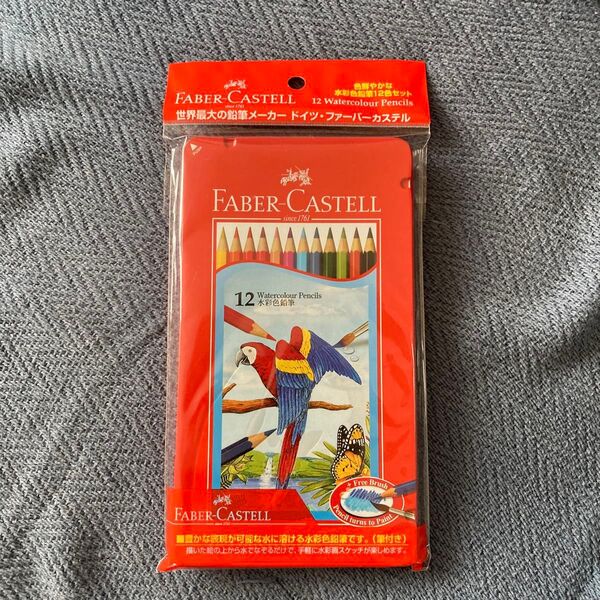 FABER-CASTELL
since 1761
色鮮やかな
水彩色鉛筆12色セット
12 Watercolour Pencils
世界最大の鉛筆メーカー ドイツ・ファーバーカステル
FABER-CASTELL
since 1761
12 Watercolour Pencils
水彩色鉛筆
+ Free Brush
Pencil turns to Paint
FABER-CASTELL
since 1761
■豊かな表現が可能な水に溶ける水彩色鉛筆です。(筆付き)
描いた絵の上から水でなぞるだけで、手軽に水彩画スケッチが楽しめます。